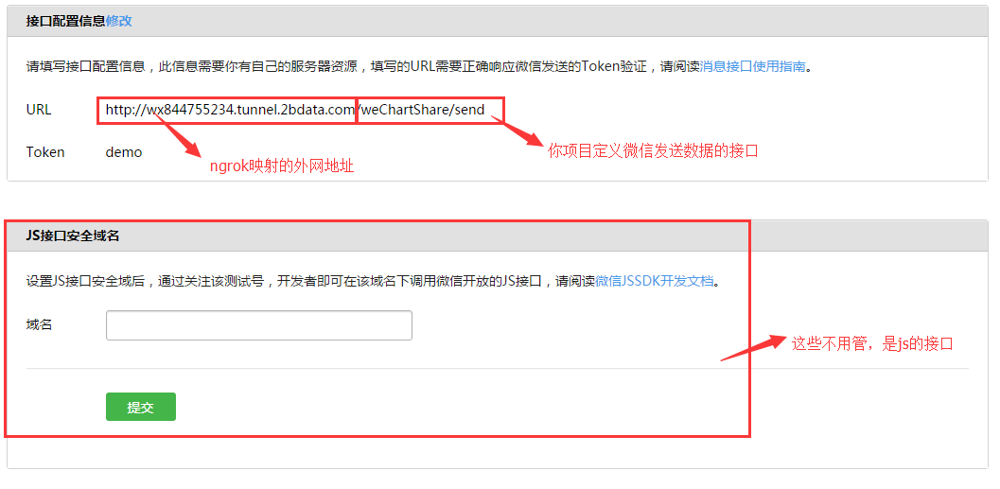 接口配置信息修改
请填写接口配置信息，此信息需要你有自己的服务器资源，填写的URL需要正确响应微信发送的Token验证，请阅读消息接口使用指南。
URL http://wx844755234.tunnel.2bdata.com/weChartShare/send
你项目定义微信发送数据的接口
Token demo
ngrok映射的外网地址
JS接口安全域名
设置JS接口安全域后，通过关注该测试号，开发者即可在该域名下调用微信开放的JS接口，请阅读微信JSSDK开发文档。
域名
这些不用管，是js的接口
提交